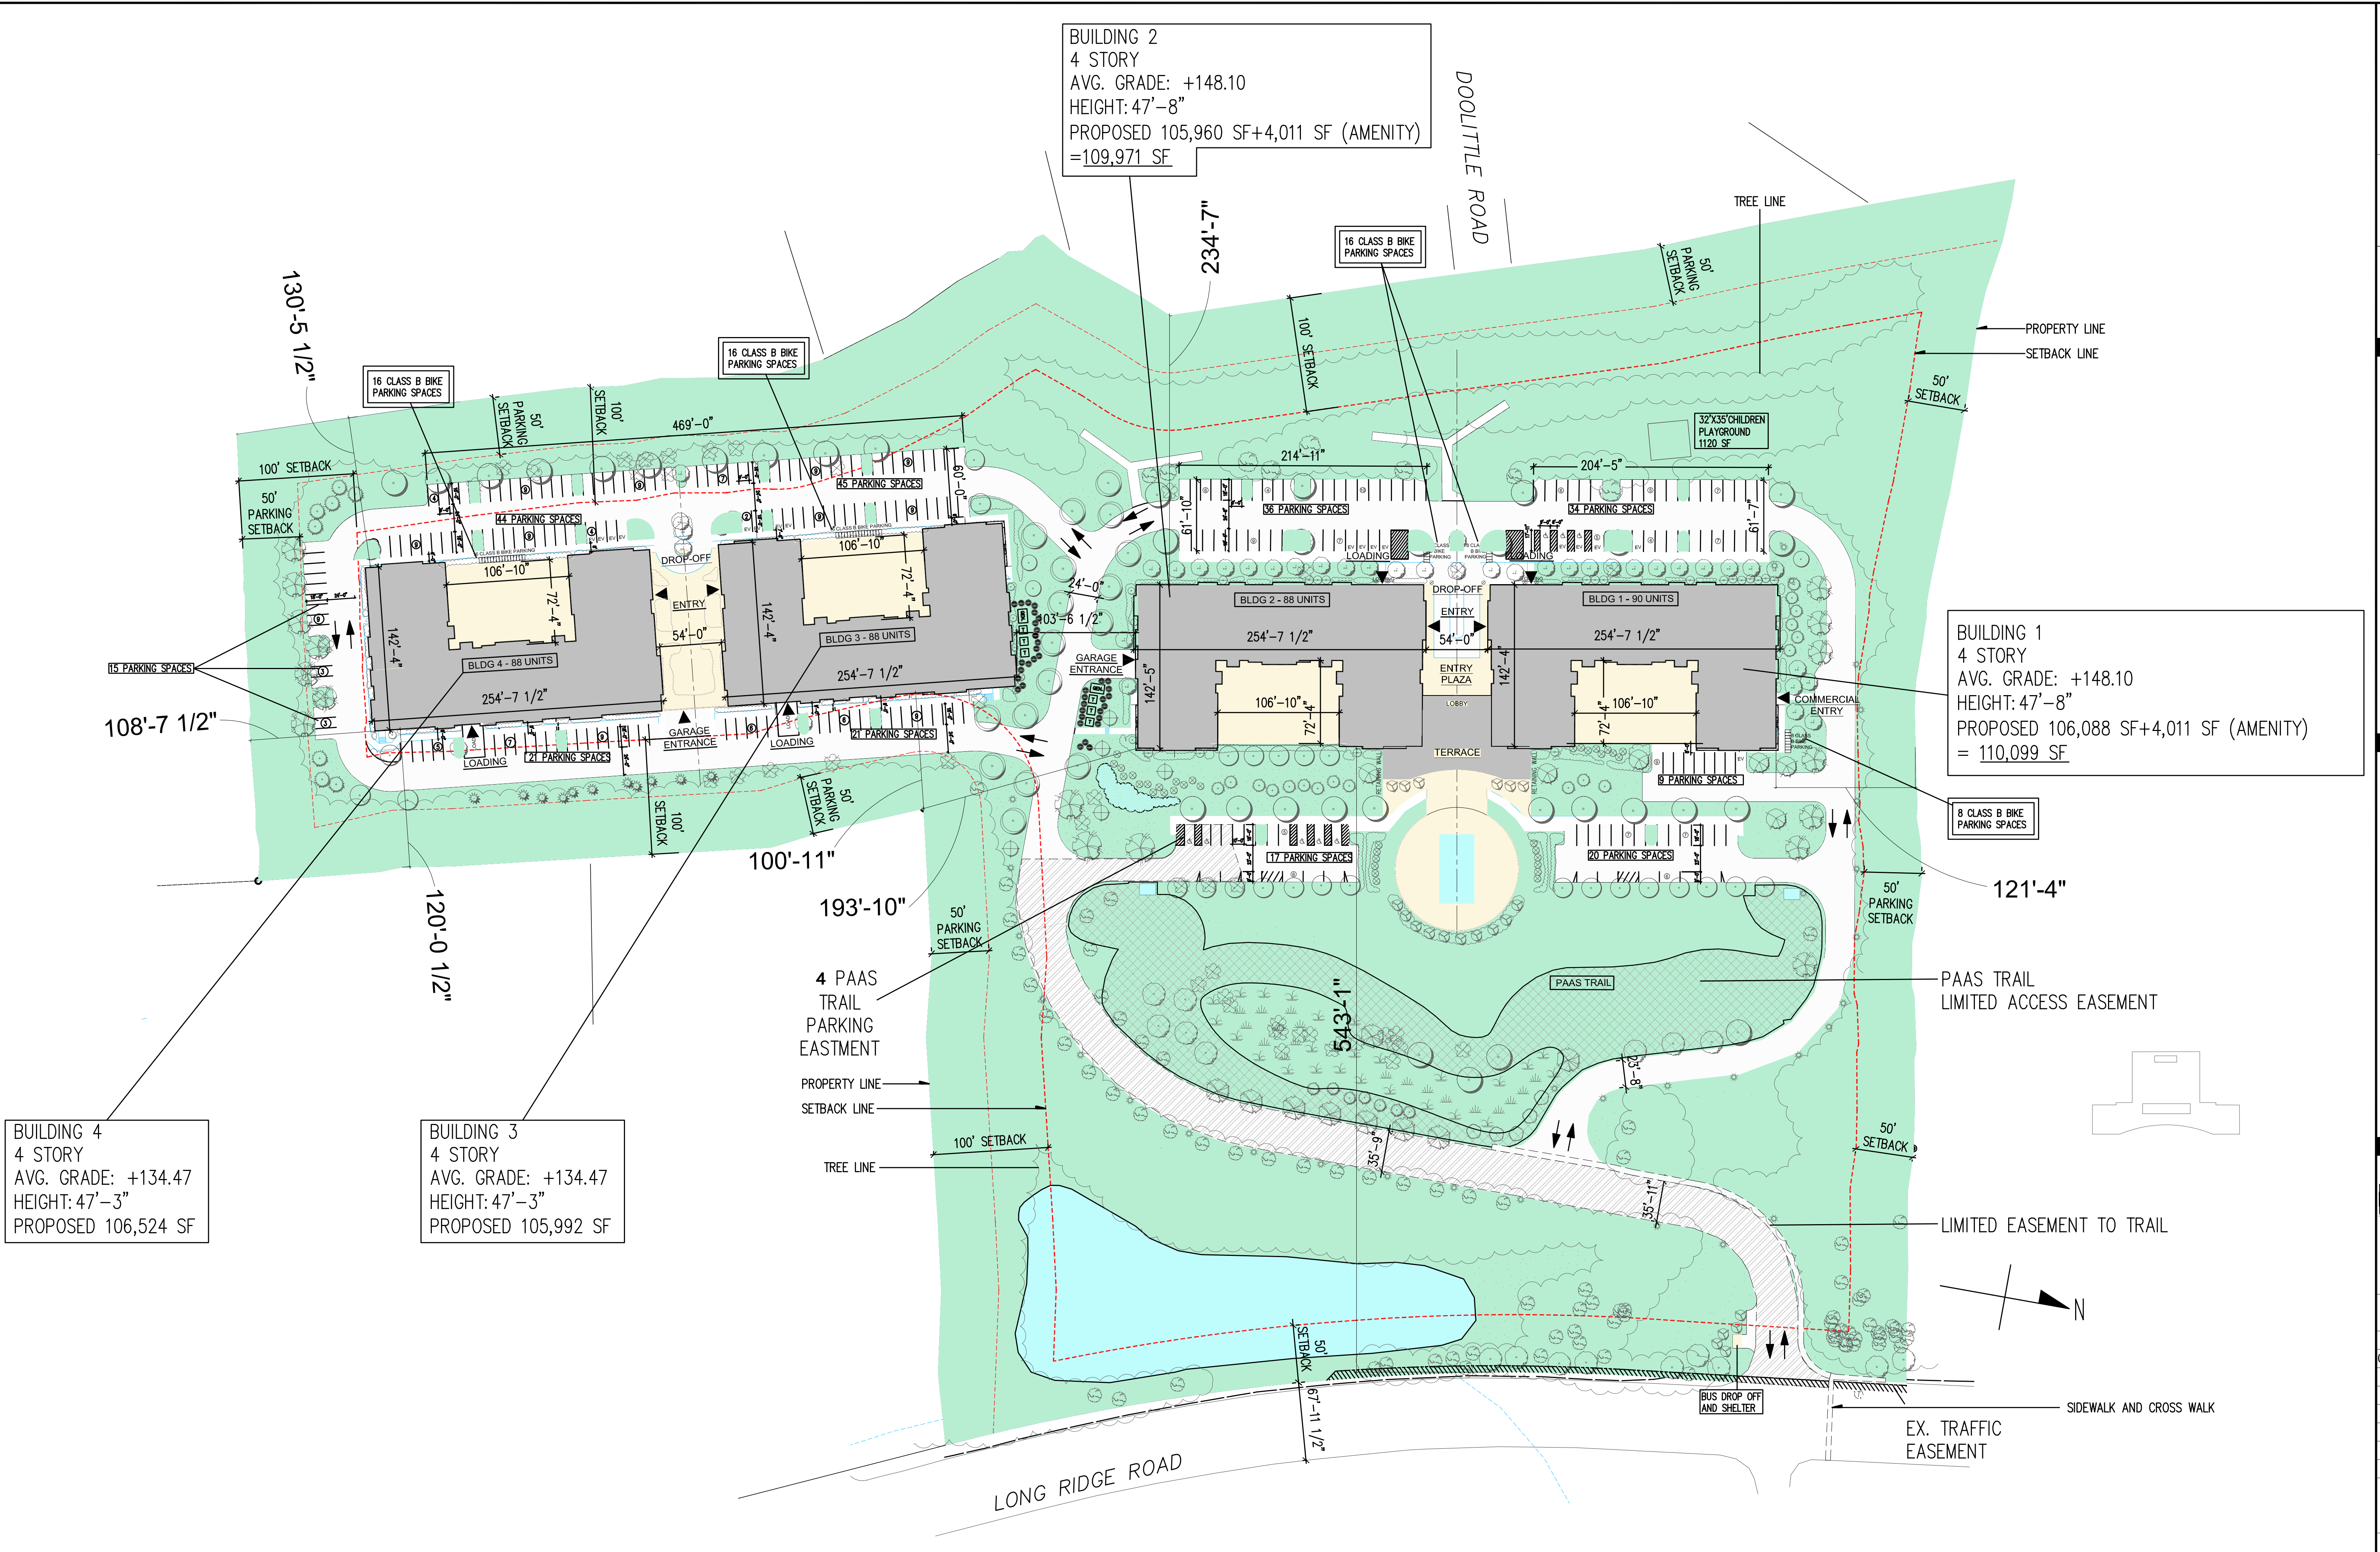 BUILDING 2
4 STORY
AVG. GRADE: +148.10
HEIGHT: 47'-8"
PROPOSED 105,960 SF+4,011 SF (AMENITY)
=109,971 SF
DOOLITTLE ROAD
TREE LINE
234'-7"
16 CLASS B BIKE
PARKING SPACES
50'
PARKING
SETBACK
100' SETBACK
PROPERTY LINE
SETBACK LINE
50'
SETBACK
130'-5 1/2"
16 CLASS B BIKE
PARKING SPACES
16 CLASS B BIKE
PARKING SPACES
50'
PARKING
SETBACK
100'
SETBACK
469'-0"
100' SETBACK
50'
PARKING
SETBACK
32'X35'CHILDREN
PLAYGROUND
1120 SF
214'-11"
204'-5"
45 PARKING SPACES
44 PARKING SPACES
60'-0"
61'-10"
36 PARKING SPACES
34 PARKING SPACES
61'-7"
CLASS B BIKE PARKING
CLASS B BIKE PARKING
EV EV EV EV
LOADING
LOADING
DROP-OFF
106'-10"
72'-4"
106'-10"
72'-4"
ENTRY
54'-0"
142'-4"
142'-4"
BLDG 4 - 88 UNITS
BLDG 3 - 88 UNITS
254'-7 1/2"
254'-7 1/2"
24'-0"
103'-6 1/2"
GARAGE
ENTRANCE
BLDG 2 - 88 UNITS
BLDG 1 - 90 UNITS
DROP-OFF
ENTRY
54'-0"
254'-7 1/2"
254'-7 1/2"
ENTRY
PLAZA
LOBBY
TERRACE
142'-5"
142'-4"
106'-10"
72'-4"
106'-10"
72'-4"
RETAINING WALL
RETAINING WALL
COMMERCIAL
ENTRY
BUILDING 1
4 STORY
AVG. GRADE: +148.10
HEIGHT: 47'-8"
PROPOSED 106,088 SF+4,011 SF (AMENITY)
= 110,099 SF
8 CLASS B BIKE
PARKING SPACES
15 PARKING SPACES
108'-7 1/2"
LOADING
21 PARKING SPACES
GARAGE
ENTRANCE
LOADING
21 PARKING SPACES
9 PARKING SPACES
100'
SETBACK
50'
PARKING
SETBACK
100'-11"
193'-10"
120'-0 1/2"
17 PARKING SPACES
20 PARKING SPACES
121'-4"
50'
PARKING
SETBACK
50'
PARKING
SETBACK
4 PAAS
TRAIL
PARKING
EASTMENT
543'-1"
PAAS TRAIL
PAAS TRAIL
LIMITED ACCESS EASEMENT
PROPERTY LINE
SETBACK LINE
100' SETBACK
TREE LINE
23'-8"
35'-9"
35'-11"
50'
SETBACK
BUILDING 4
4 STORY
AVG. GRADE: +134.47
HEIGHT: 47'-3"
PROPOSED 106,524 SF
BUILDING 3
4 STORY
AVG. GRADE: +134.47
HEIGHT: 47'-3"
PROPOSED 105,992 SF
LIMITED EASEMENT TO TRAIL
N
50'
SETBACK
67'-11 1/2"
BUS DROP OFF
AND SHELTER
SIDEWALK AND CROSS WALK
EX. TRAFFIC
EASEMENT
LONG RIDGE ROAD